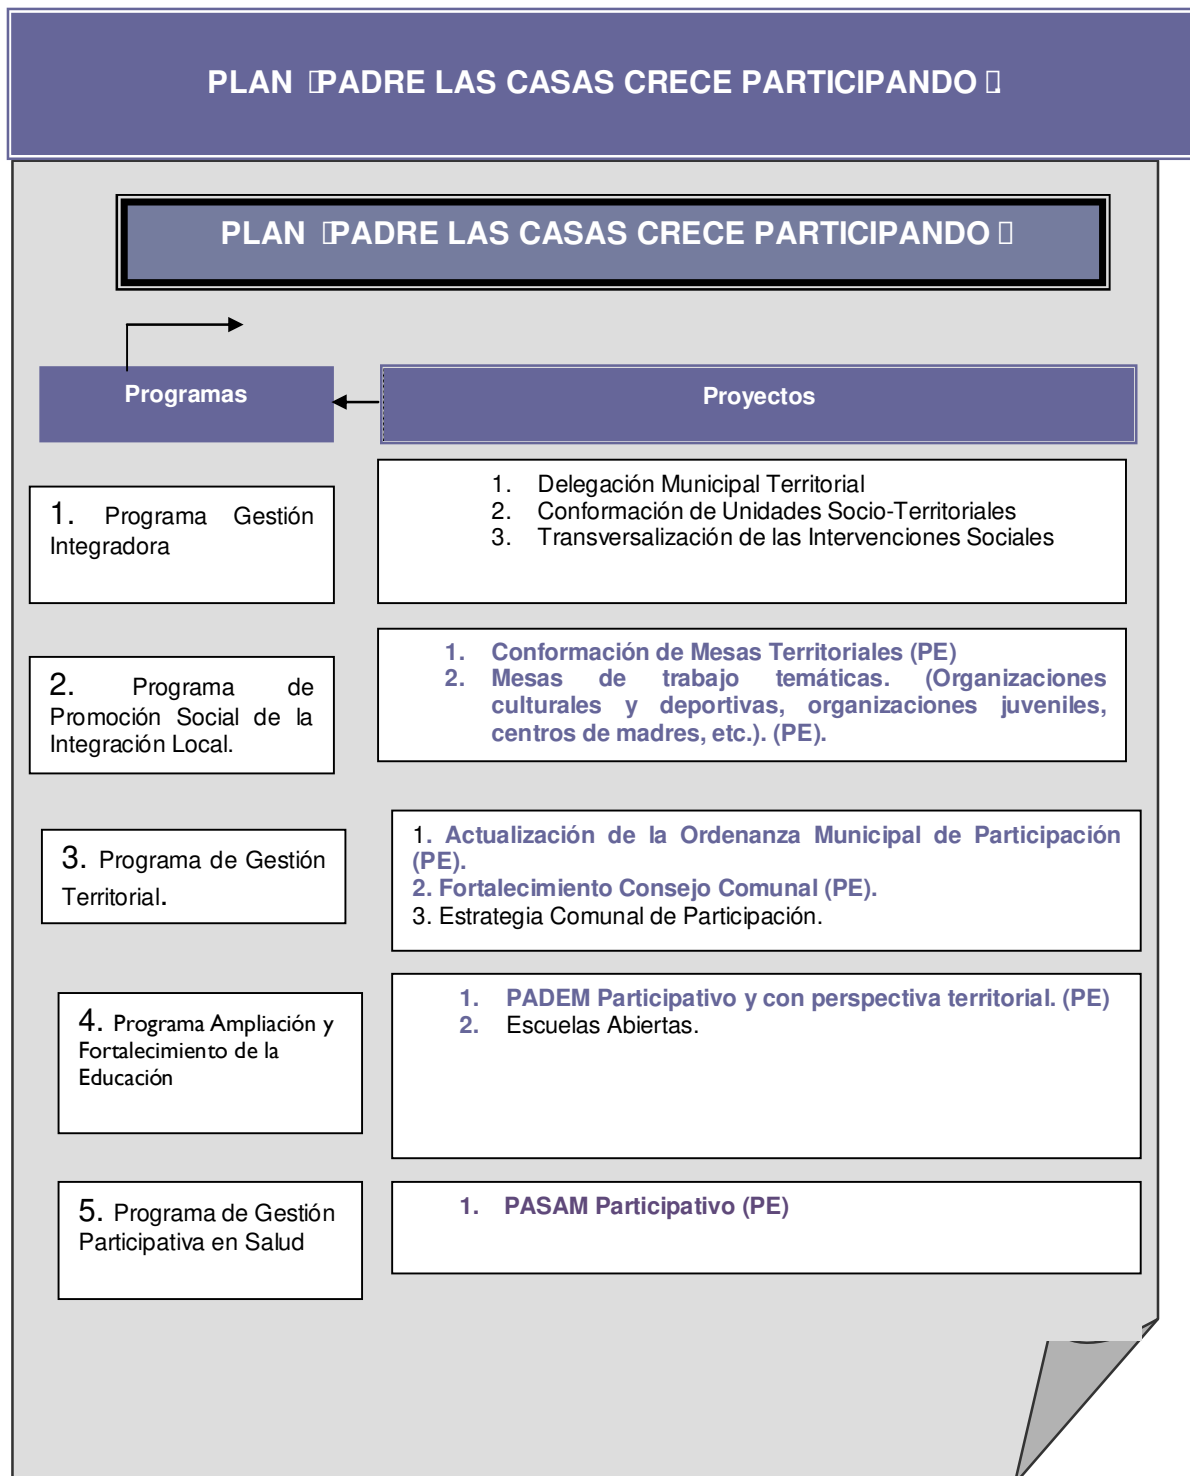 PLAN PADRE LAS CASAS CRECE PARTICIPANDO .
PLAN PADRE LAS CASAS CRECE PARTICIPANDO
Programas
Proyectos
1. Programa Gestión
Integradora
1. Delegación Municipal Territorial
2. Conformación de Unidades Socio-Territoriales
3. Transversalización de las Intervenciones Sociales
2. Programa de
Promoción Social de la
Integración Local.
1. Conformación de Mesas Territoriales (PE)
2. Mesas de trabajo temáticas. (Organizaciones
culturales y deportivas, organizaciones juveniles,
centros de madres, etc.). (PE).
3. Programa de Gestión
Territorial.
1. Actualización de la Ordenanza Municipal de Participación
(PE).
2. Fortalecimiento Consejo Comunal (PE).
3. Estrategia Comunal de Participación.
4. Programa Ampliación y
Fortalecimiento de la
Educación
1. PADEM Participativo y con perspectiva territorial. (PE)
2. Escuelas Abiertas.
5. Programa de Gestión
Participativa en Salud
1. PASAM Participativo (PE)